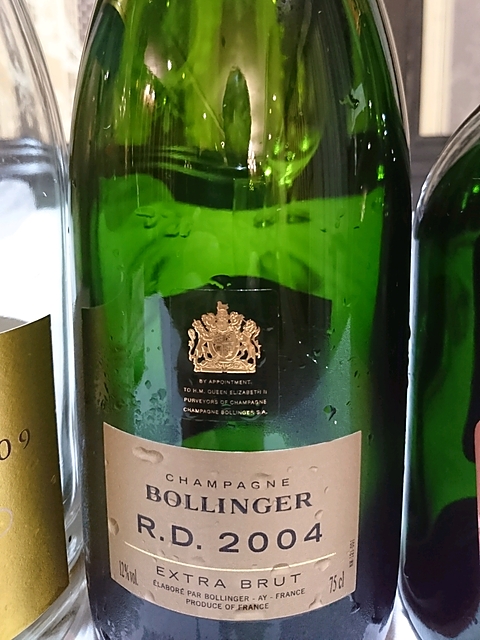 BY APPOINTMENT
TO H.M. QUEEN ELIZABETH II
PURVEYORS OF CHAMPAGNE
CHAMPAGNE BOLLINGER S.A.
CHAMPAGNE
BOLLINGER
R.D. 2004
EXTRA BRUT
12%vol. 75 cl
ÉLABORÉ PAR BOLLINGER - AY - FRANCE
PRODUCE OF FRANCE
09